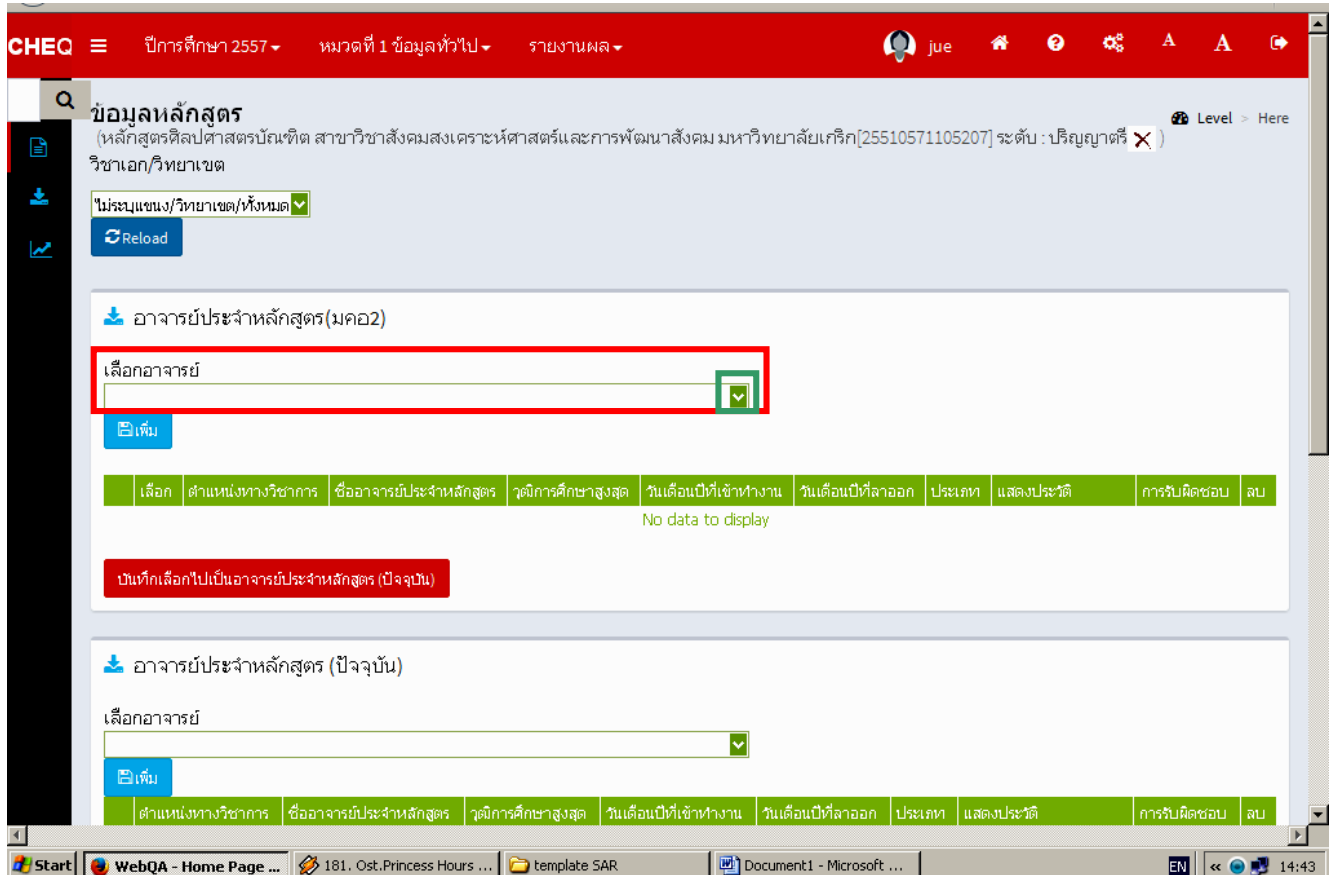 CHEQ ปีการศึกษา 2557 หมวดที่ 1 ข้อมูลทั่วไป รายงานผล jue A A
ข้อมูลหลักสูตร
(หลักสูตรศิลปศาสตรบัณฑิต สาขาวิชาสังคมสงเคราะห์ศาสตร์และการพัฒนาสังคม มหาวิทยาลัยเกริก[25510571105207] ระดับ : ปริญญาตรี )
Level > Here
วิชาเอก/วิทยาเขต
ไม่ระบุแขนง/วิทยาเขต/ทั้งหมด
Reload
อาจารย์ประจำหลักสูตร(มคอ2)
เลือกอาจารย์
เพิ่ม
เลือก ตำแหน่งทางวิชาการ ชื่ออาจารย์ประจำหลักสูตร วุฒิการศึกษาสูงสุด วันเดือนปีที่เข้าทำงาน วันเดือนปีที่ลาออก ประเภท แสดงประวัติ การรับผิดชอบ ลบ
No data to display
บันทึกเลือกไปเป็นอาจารย์ประจำหลักสูตร (ปัจจุบัน)
อาจารย์ประจำหลักสูตร (ปัจจุบัน)
เลือกอาจารย์
เพิ่ม
ตำแหน่งทางวิชาการ ชื่ออาจารย์ประจำหลักสูตร วุฒิการศึกษาสูงสุด วันเดือนปีที่เข้าทำงาน วันเดือนปีที่ลาออก ประเภท แสดงประวัติ การรับผิดชอบ ลบ
Start WebQA - Home Page ... 181. Ost.Princess Hours ... template SAR Document1 - Microsoft ... EN 14:43